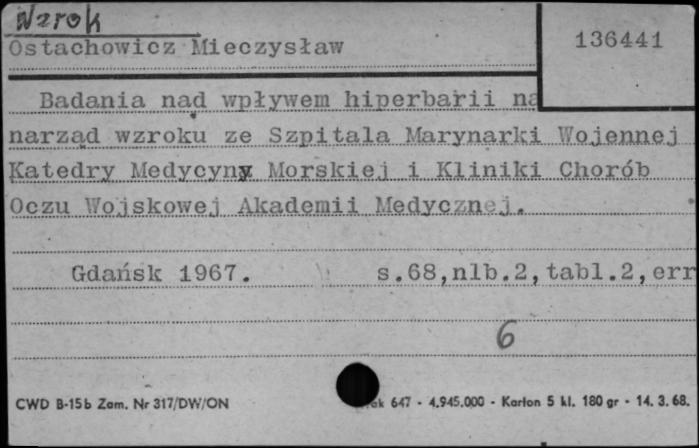 Wzrok
Ostachowicz Mieczysław
136441
Badania nad wpływem hiperbarii na
narząd wzroku ze Szpitala Marynarki Wojennej
Katedry Medycyny Morskiej i Kliniki Chorób
Oczu Wojskowej Akademii Medycznej.
Gdańsk 1967. s.68,nlb.2,tabl.2,err
6
CWD B-15b Zam. Nr 317/DW/ON 647 - 4.945.000 - Karton 5 kl. 180 gr - 14. 3. 68.